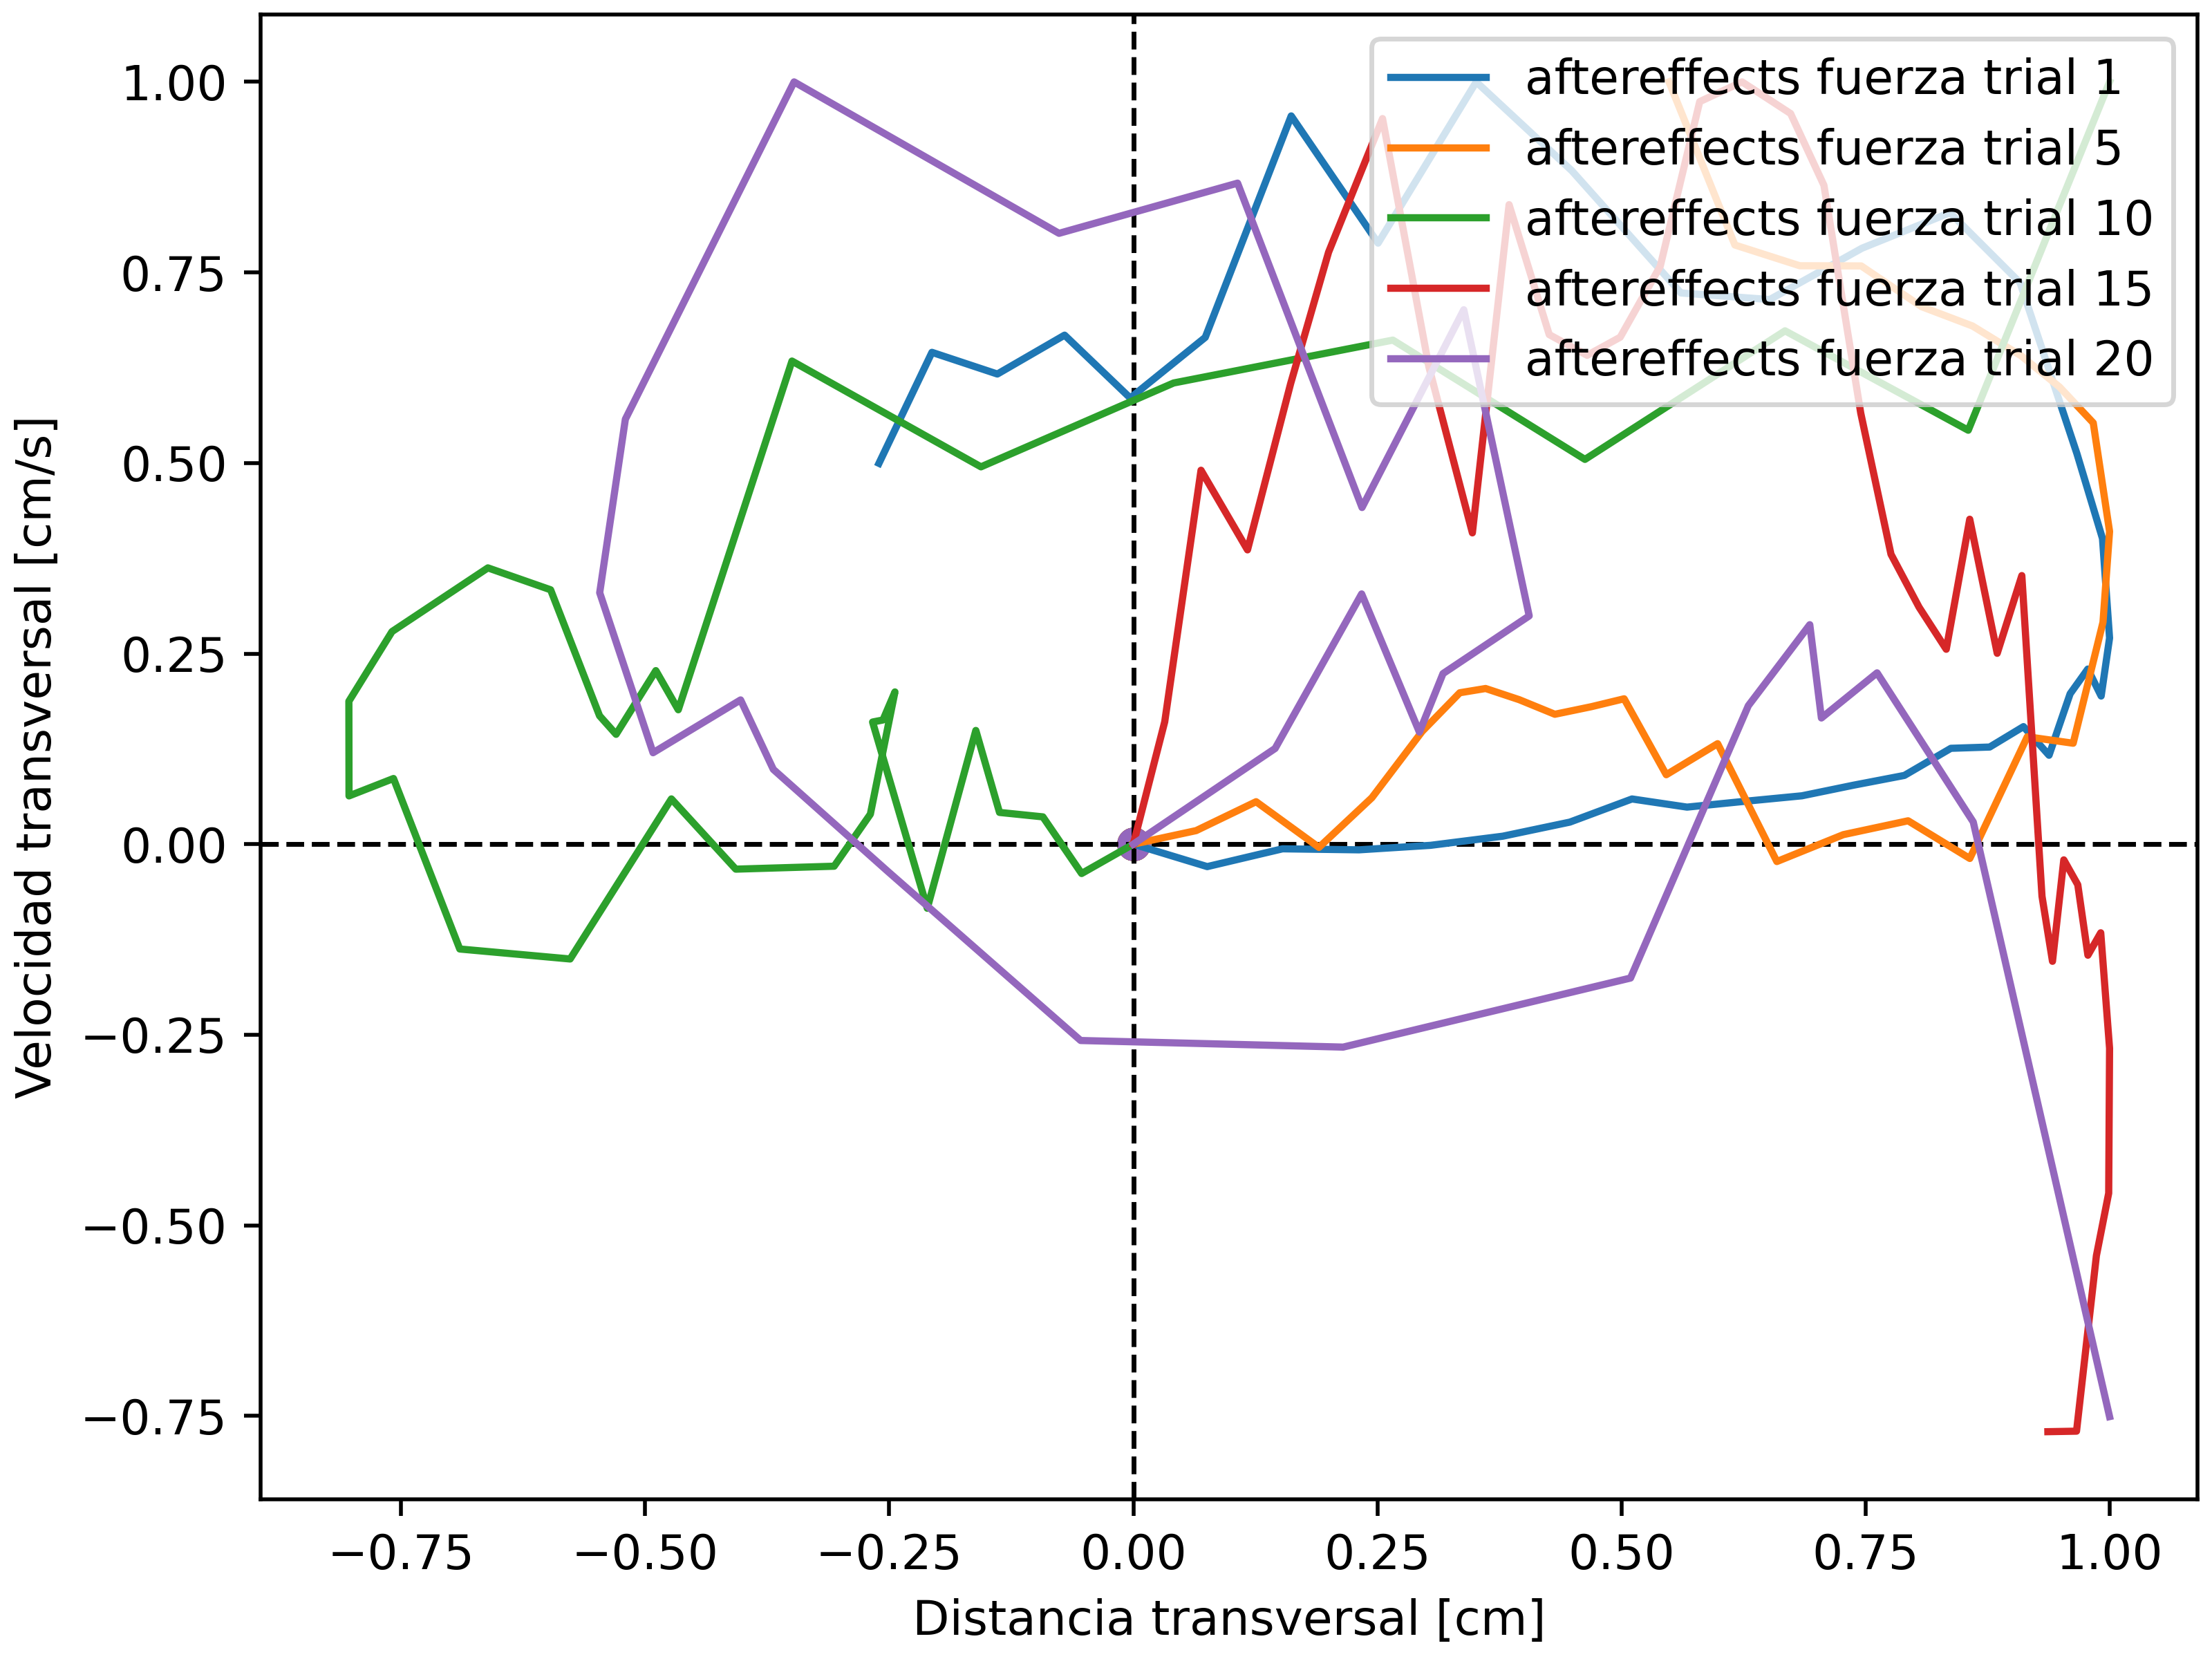 aftereffects fuerza trial 1
aftereffects fuerza trial 5
aftereffects fuerza trial 10
aftereffects fuerza trial 15
aftereffects fuerza trial 20
Velocidad transversal [cm/s]
1.00
0.75
0.50
0.25
0.00
−0.25
−0.50
−0.75
−0.75 −0.50 −0.25 0.00 0.25 0.50 0.75 1.00
Distancia transversal [cm]